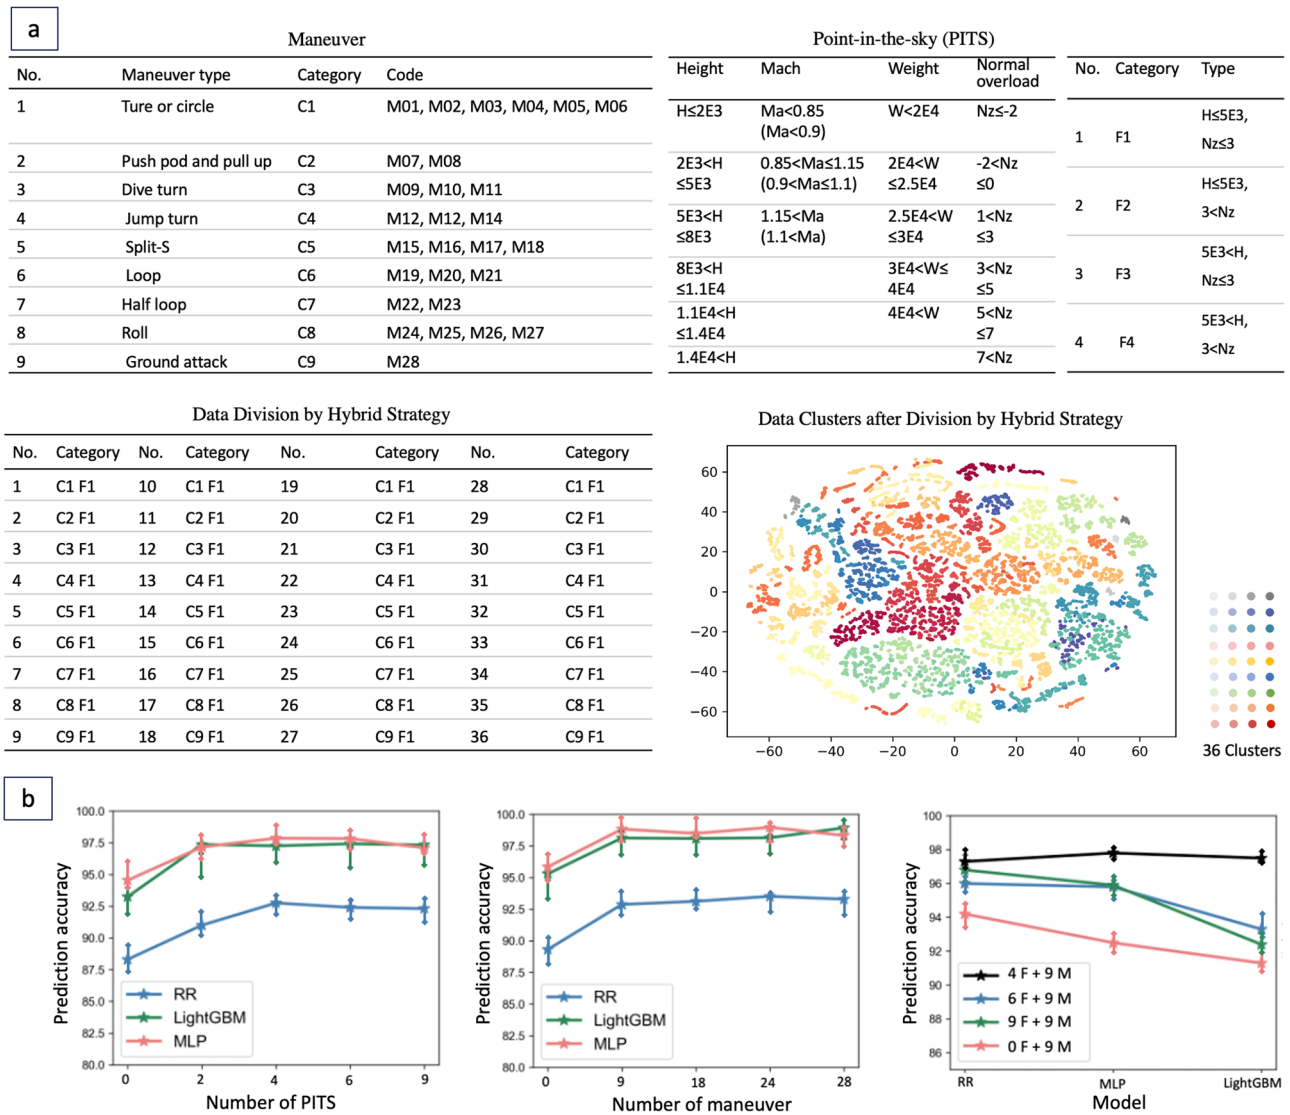 a
Maneuver
No. Maneuver type Category Code
1 Ture or circle C1 M01, M02, M03, M04, M05, M06
2 Push pod and pull up C2 M07, M08
3 Dive turn C3 M09, M10, M11
4 Jump turn C4 M12, M12, M14
5 Split-S C5 M15, M16, M17, M18
6 Loop C6 M19, M20, M21
7 Half loop C7 M22, M23
8 Roll C8 M24, M25, M26, M27
9 Ground attack C9 M28
Point-in-the-sky (PITS)
Height Mach Weight Normal
overload
H≤2E3 Ma<0.85 W<2E4 Nz≤-2
(Ma<0.9)
2E3<H 0.85<Ma≤1.15 2E4<W -2<Nz
≤5E3 (0.9<Ma≤1.1) ≤2.5E4 ≤0
5E3<H 1.15<Ma 2.5E4<W 1<Nz
≤8E3 (1.1<Ma) ≤3E4 ≤3
8E3<H 3E4<W≤ 3<Nz
≤1.1E4 4E4 ≤5
1.1E4<H 4E4<W 5<Nz
≤1.4E4 ≤7
1.4E4<H 7<Nz
No. Category Type
1 F1 H≤5E3,
Nz≤3
2 F2 H≤5E3,
3<Nz
3 F3 5E3<H,
Nz≤3
4 F4 5E3<H,
3<Nz
Data Division by Hybrid Strategy
No. Category No. Category No. Category No. Category
1 C1 F1 10 C1 F1 19 C1 F1 28 C1 F1
2 C2 F1 11 C2 F1 20 C2 F1 29 C2 F1
3 C3 F1 12 C3 F1 21 C3 F1 30 C3 F1
4 C4 F1 13 C4 F1 22 C4 F1 31 C4 F1
5 C5 F1 14 C5 F1 23 C5 F1 32 C5 F1
6 C6 F1 15 C6 F1 24 C6 F1 33 C6 F1
7 C7 F1 16 C7 F1 25 C7 F1 34 C7 F1
8 C8 F1 17 C8 F1 26 C8 F1 35 C8 F1
9 C9 F1 18 C9 F1 27 C9 F1 36 C9 F1
Data Clusters after Division by Hybrid Strategy
60
40
20
0
−20
−40
−60
−60 −40 −20 0 20 40 60
36 Clusters
b
Prediction accuracy
100.0
97.5
95.0
92.5
90.0
87.5
85.0
82.5
80.0
RR
LightGBM
MLP
0 2 4 6 9
Number of PITS
Prediction accuracy
100.0
97.5
95.0
92.5
90.0
87.5
85.0
82.5
80.0
RR
LightGBM
MLP
0 9 18 24 28
Number of maneuver
Prediction accuracy
100
98
96
94
92
90
88
86
4 F + 9 M
6 F + 9 M
9 F + 9 M
0 F + 9 M
RR MLP LightGBM
Model